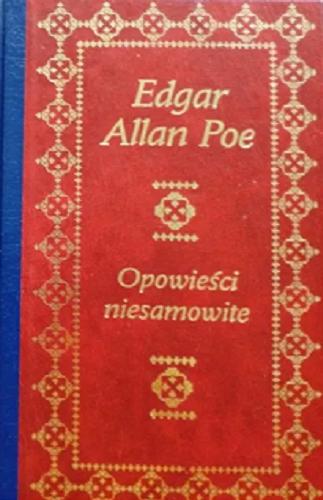 Edgar
Allan Poe
Opowieści
niesamowite